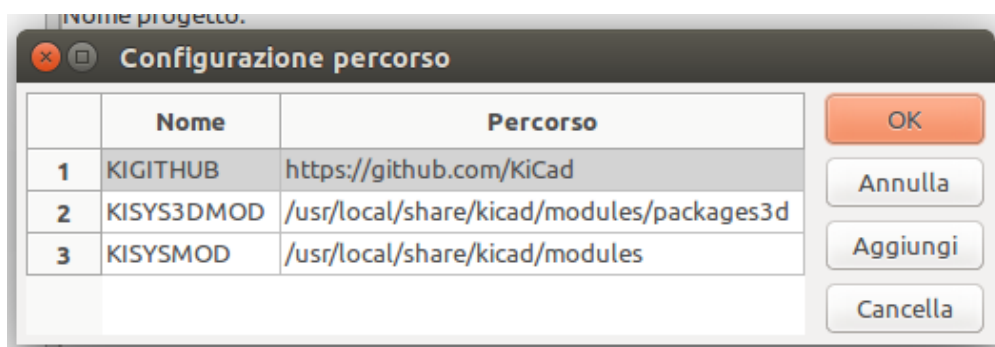 Nome progetto:
Configurazione percorso
Nome Percorso OK
1 KIGITHUB https://github.com/KiCad
Annulla
2 KISYS3DMOD /usr/local/share/kicad/modules/packages3d
3 KISYSMOD /usr/local/share/kicad/modules
Aggiungi
Cancella